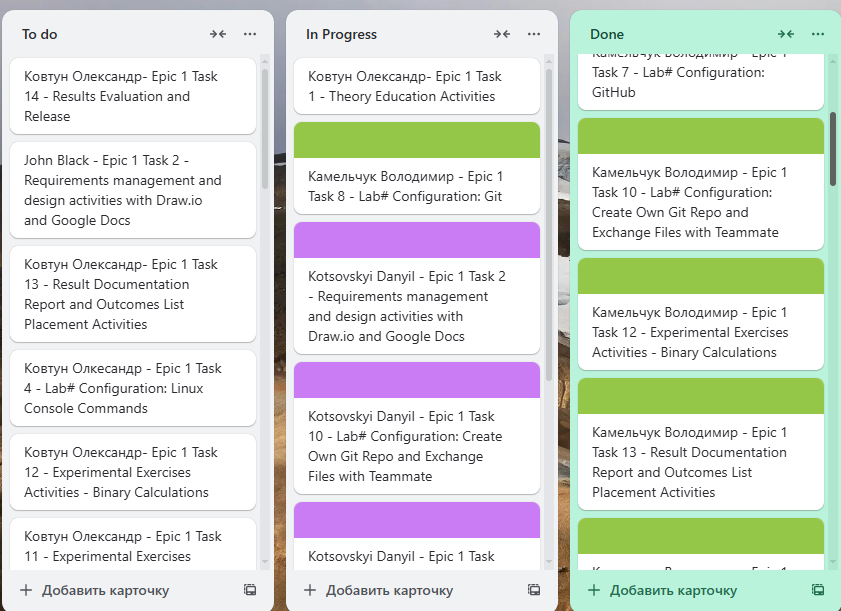 To do
Ковтун Олександр- Epic 1 Task
14 - Results Evaluation and
Release
John Black - Epic 1 Task 2 -
Requirements management and
design activities with Draw.io
and Google Docs
Ковтун Олександр- Epic 1 Task
13 - Result Documentation
Report and Outcomes List
Placement Activities
Ковтун Олкесандр - Epic 1 Task
4 - Lab# Configuration: Linux
Console Commands
Ковтун Олександр - Epic 1 Task
12 - Experimental Exercises
Activities - Binary Calculations
Ковтун Олександр - Epic 1 Task
11 - Experimental Exercises
Добавить карточку
In Progress
Ковтун Олександр- Epic 1 Task
1 - Theory Education Activities
Камельчук Володимир - Epic 1
Task 8 - Lab# Configuration: Git
Kotsovskyi Danyil - Epic 1 Task 2
- Requirements management
and design activities with
Draw.io and Google Docs
Kotsovskyi Danyil - Epic 1 Task
10 - Lab# Configuration: Create
Own Git Repo and Exchange
Files with Teammate
Kotsovskyi Danyil - Epic 1 Task
Добавить карточку
Done
Камельчук Володимир - Epic 1
Task 7 - Lab# Configuration:
GitHub
Камельчук Володимир - Epic 1
Task 10 - Lab# Configuration:
Create Own Git Repo and
Exchange Files with Teammate
Камельчук Володимир - Epic 1
Task 12 - Experimental Exercises
Activities - Binary Calculations
Камельчук Володимир - Epic 1
Task 13 - Result Documentation
Report and Outcomes List
Placement Activities
Добавить карточку